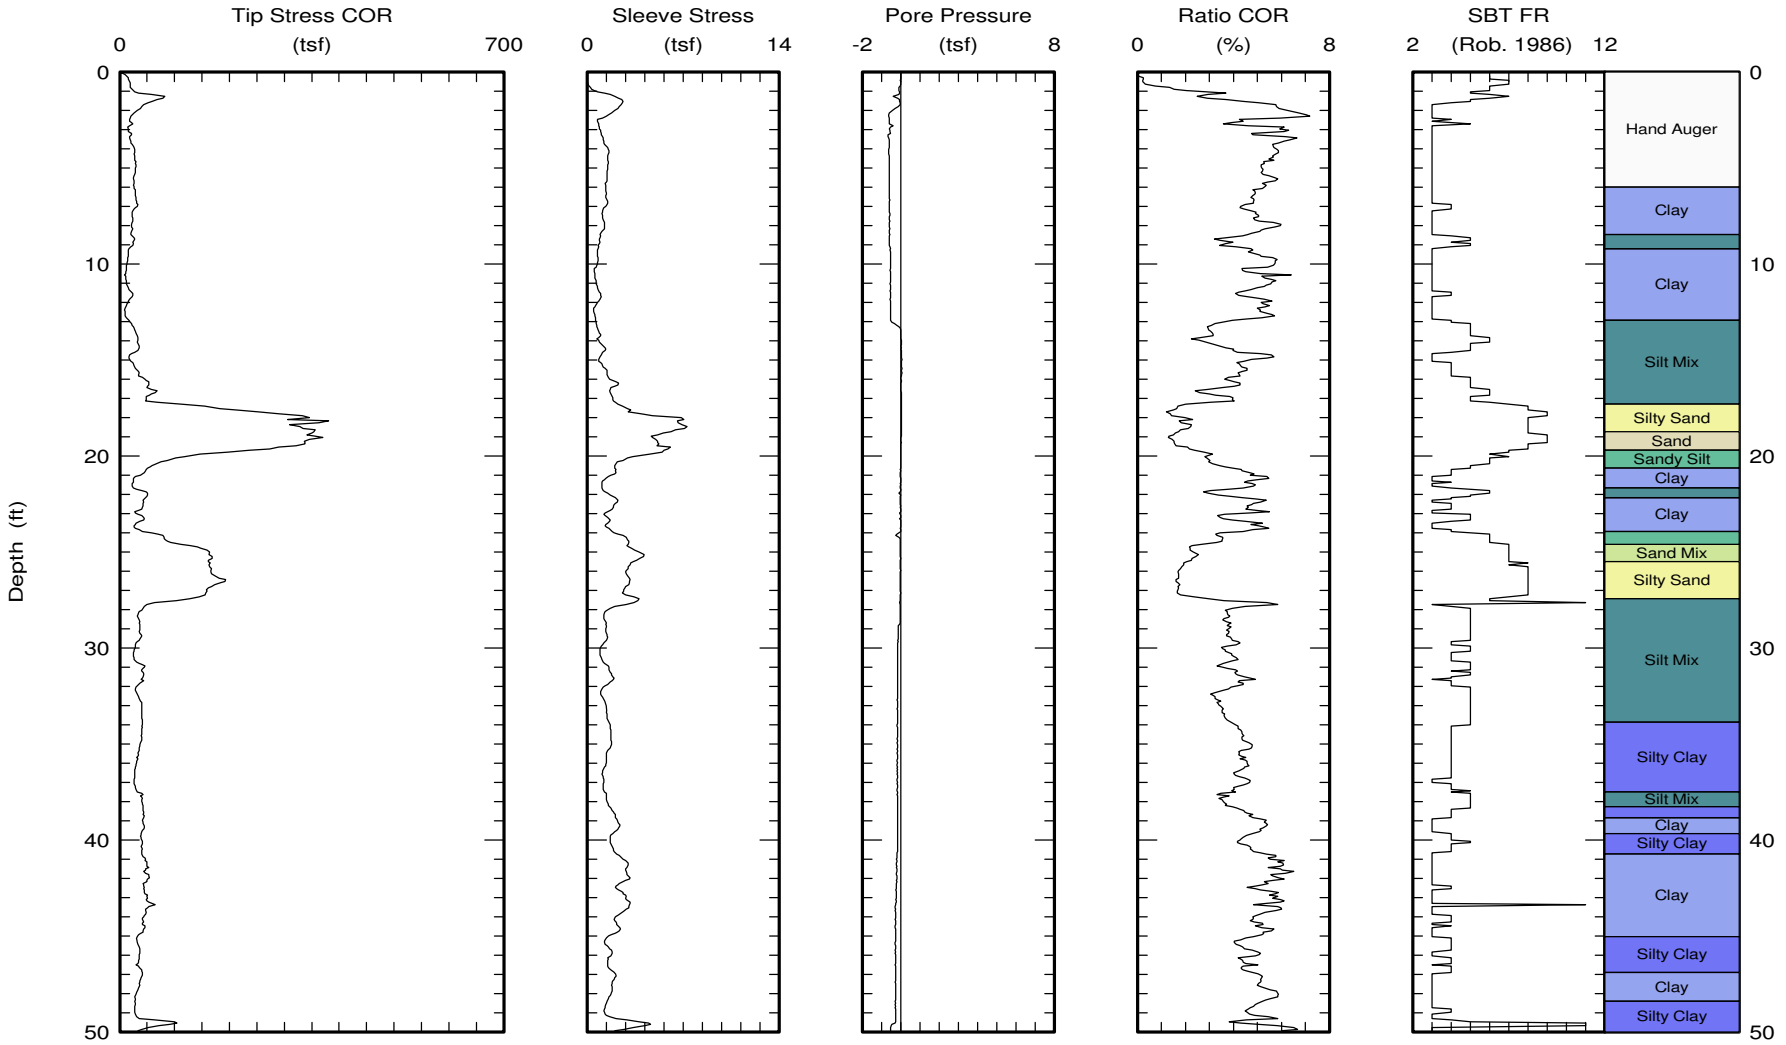 Tip Stress COR Sleeve Stress Pore Pressure Ratio COR SBT FR
0 (tsf) 700 0 (tsf) 14 -2 (tsf) 8 0 (%) 8 2 (Rob. 1986) 12
0 0
Hand Auger
Clay
10 10
Clay
Silt Mix
Silty Sand
Sand
20 20
Sandy Silt
Clay
Clay
Depth (ft)
Sand Mix
Silty Sand
30 30
Silt Mix
Silty Clay
Silt Mix
Clay
40 40
Silty Clay
Clay
Silty Clay
Clay
Silty Clay
50 50